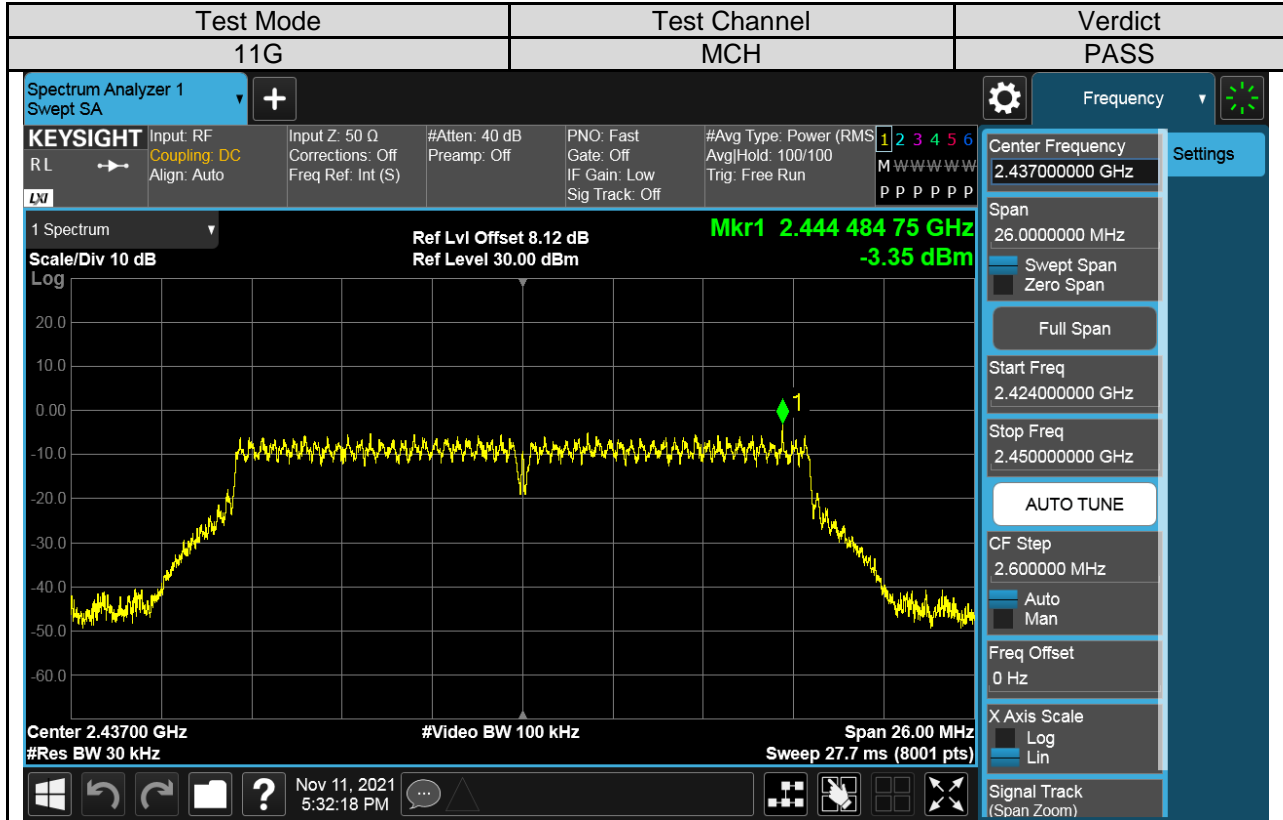 Test Mode Test Channel Verdict
11G MCH PASS
Spectrum Analyzer 1
Swept SA
+
Frequency
KEYSIGHT Input: RF Input Z: 50 Ω #Atten: 40 dB PNO: Fast #Avg Type: Power (RMS 1 2 3 4 5 6
R L Coupling: DC Corrections: Off Preamp: Off Gate: Off Avg|Hold: 100/100 M W W W W W
Align: Auto Freq Ref: Int (S) IF Gain: Low Trig: Free Run
LXI Sig Track: Off P P P P P P
1 Spectrum
Ref Lvl Offset 8.12 dB Mkr1 2.444 484 75 GHz
Scale/Div 10 dB Ref Level 30.00 dBm -3.35 dBm
Log
20.0
10.0
0.00
-10.0
-20.0
-30.0
-40.0
-50.0
-60.0
1
Center 2.43700 GHz #Video BW 100 kHz Span 26.00 MHz
#Res BW 30 kHz Sweep 27.7 ms (8001 pts)
Center Frequency
2.437000000 GHz
Settings
Span
26.0000000 MHz
Swept Span
Zero Span
Full Span
Start Freq
2.424000000 GHz
Stop Freq
2.450000000 GHz
AUTO TUNE
CF Step
2.600000 MHz
Auto
Man
Freq Offset
0 Hz
X Axis Scale
Log
Lin
Signal Track
(Span Zoom)
?
Nov 11, 2021
5:32:18 PM